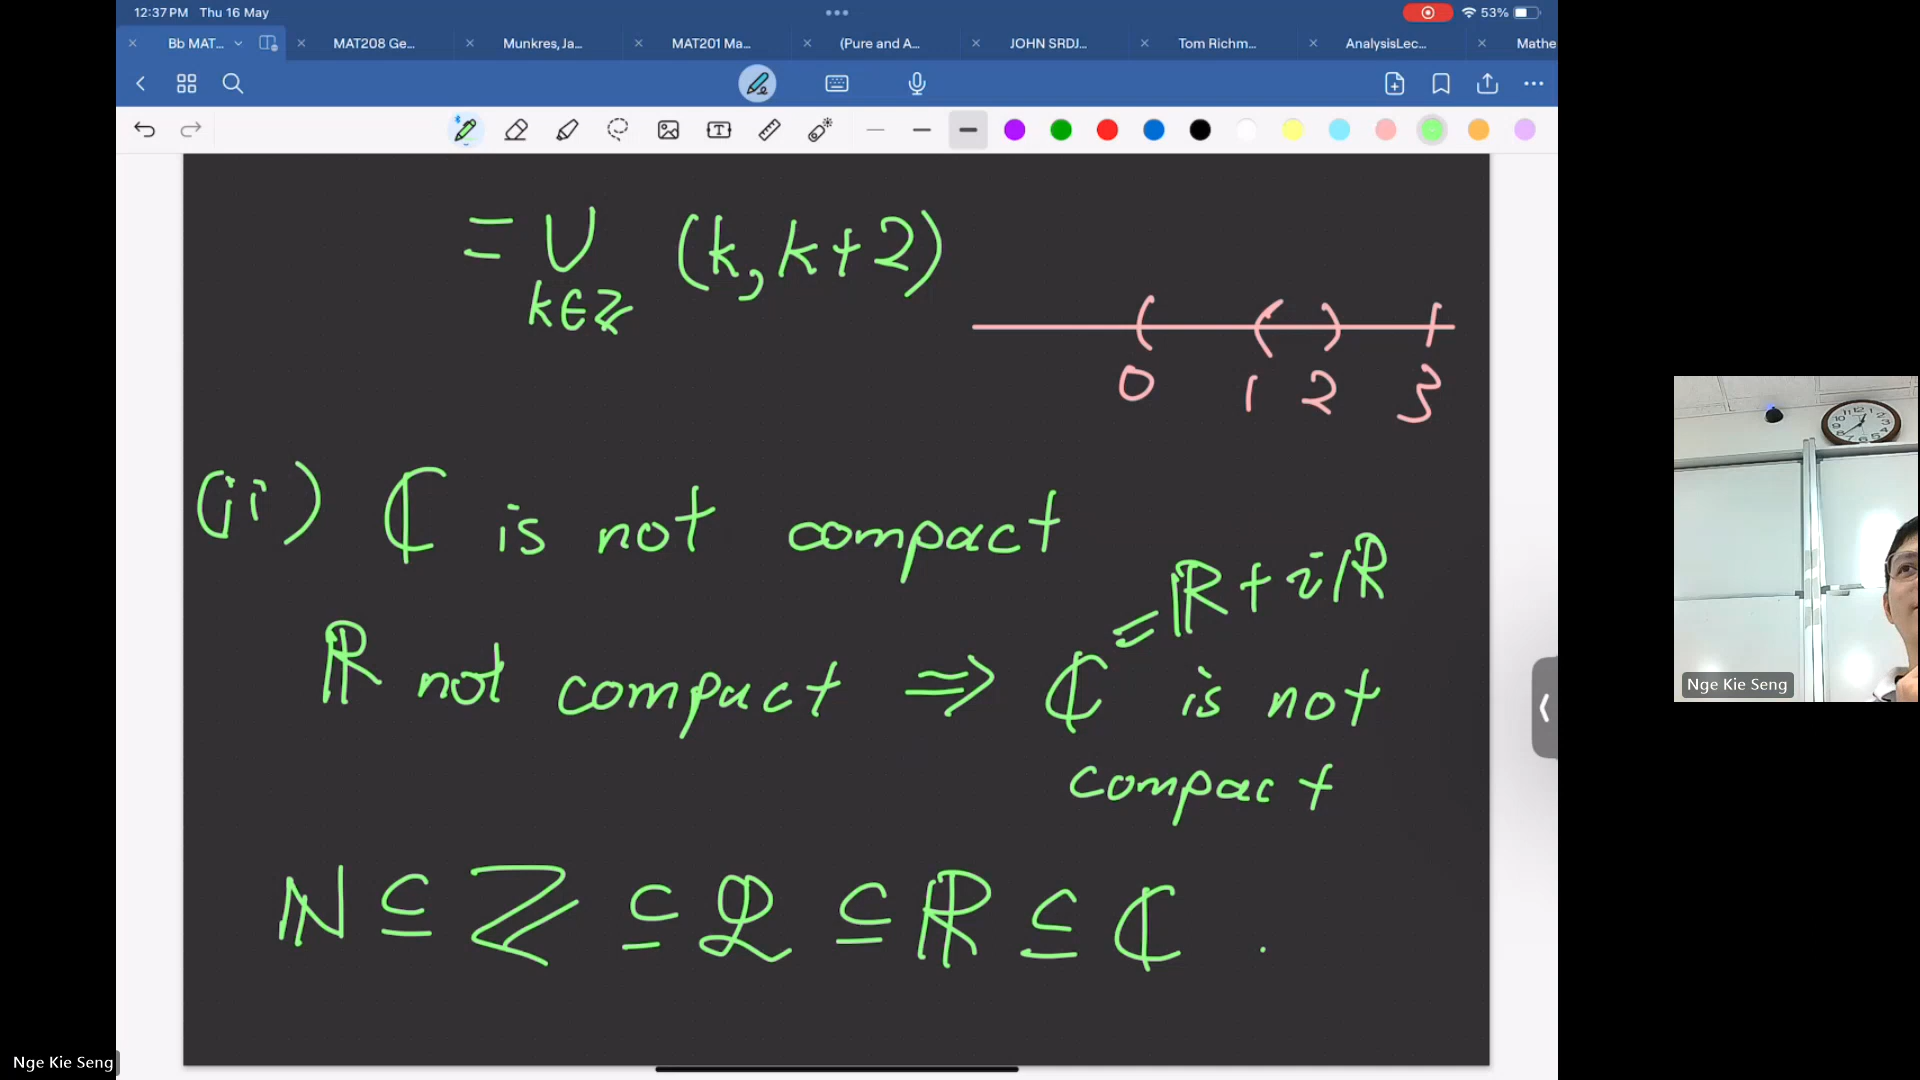 12:37 PM Thu 16 May
53%
Bb MAT...
MAT208 Ge...
Munkres, Ja...
MAT201 Ma...
(Pure and A...
JOHN SRDJ...
Tom Richm...
AnalysisLec...
Mathe
= ∪ (k, k+2)
k∈ℤ
0 1 2 3
(ii) ℂ is not compact
= ℝ + iℝ
ℝ not compact ⇒ ℂ is not
compact
ℕ ⊆ ℤ ⊆ ℚ ⊆ ℝ ⊆ ℂ .
Nge Kie Seng
Nge Kie Seng